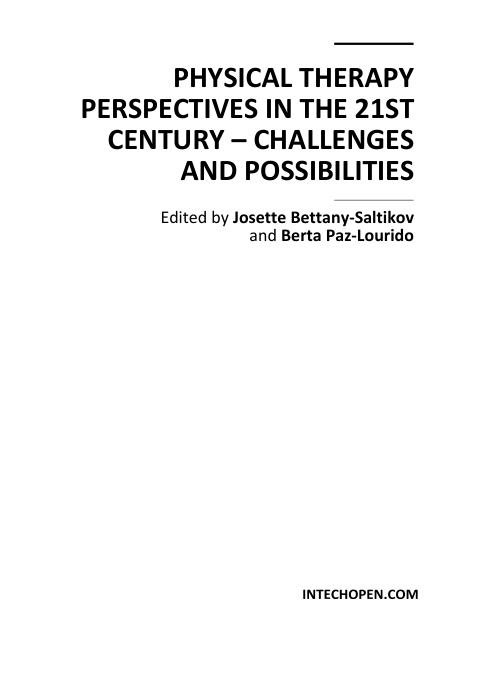 PHYSICAL THERAPY
PERSPECTIVES IN THE 21ST
CENTURY – CHALLENGES
AND POSSIBILITIES
Edited by Josette Bettany-Saltikov
and Berta Paz-Lourido
INTECHOPEN.COM